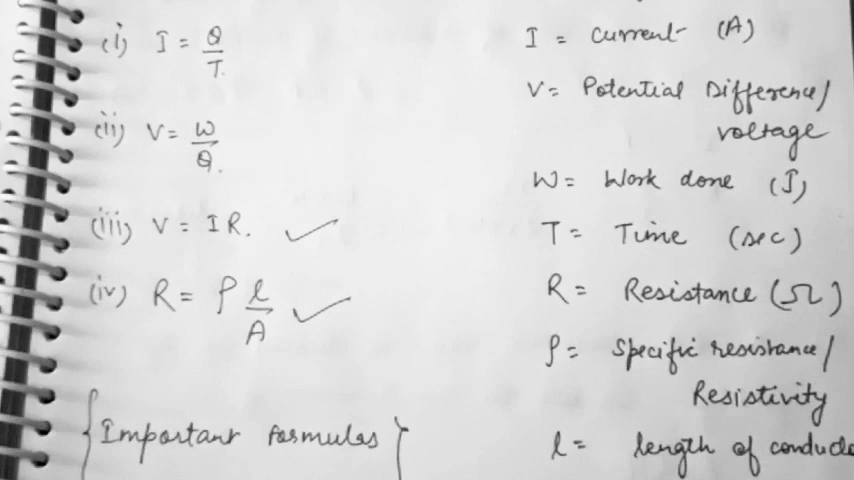 (i) I = Q/T.
(ii) V = W/Q.
(iii) V = IR. ✓
(iv) R = ρ l/A ✓
{Important formulas}
I = Current (A)
V = Potential Difference/
voltage
W = Work done (J)
T = Time (sec)
R = Resistance (Ω)
ρ = Specific resistance/
Resistivity
l = length of conducto